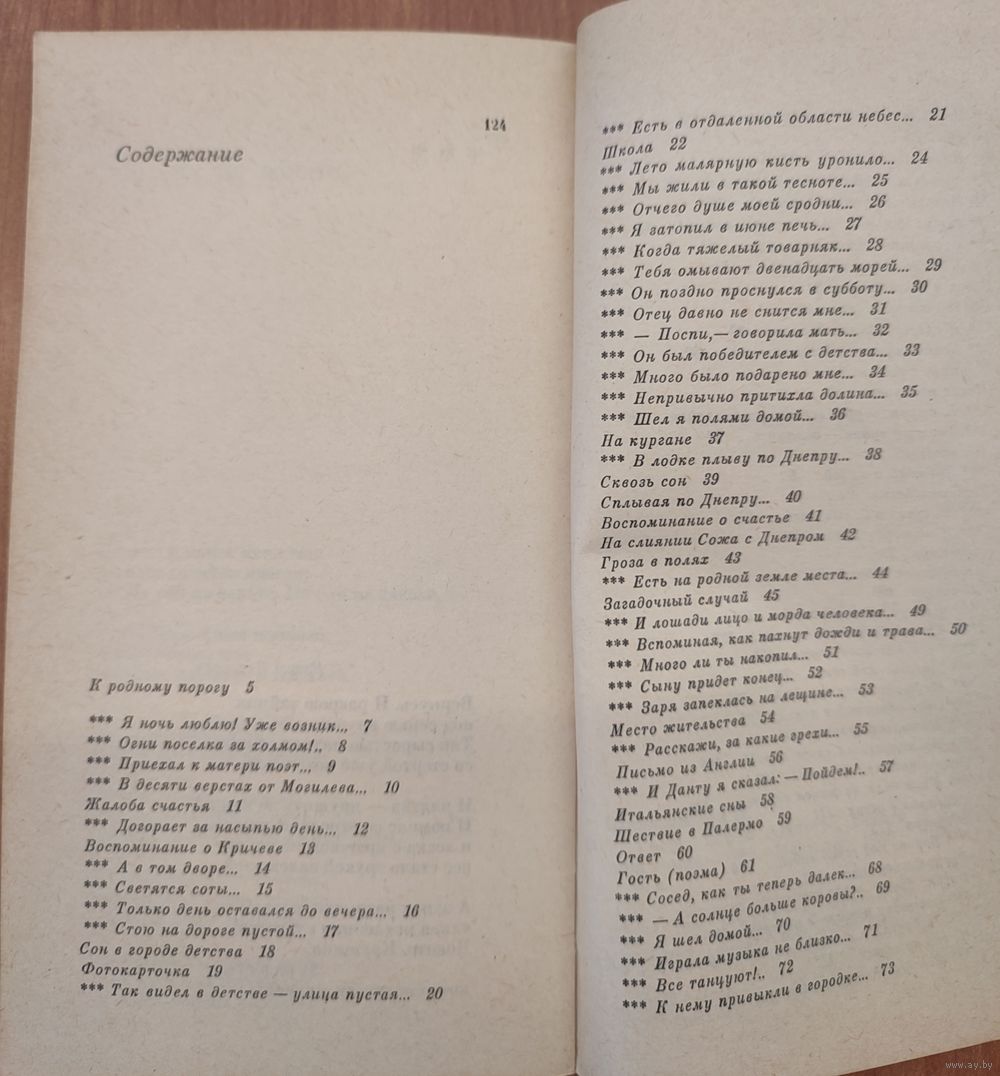 124
Содержание
К родному порогу 5
*** Я ночь люблю! Уже возник... 7
*** Огни поселка за холмом!.. 8
*** Приехал к матери поэт... 9
*** В десяти верстах от Могилева... 10
Жалоба счастья 11
*** Догорает за насыпью день... 12
Воспоминание о Кричеве 13
*** А в том дворе... 14
*** Светятся соты... 15
*** Только день оставался до вечера... 16
*** Стою на дороге пустой... 17
Сон в городе детства 18
Фотокарточка 19
*** Так видел в детстве — улица пустая... 20
*** Есть в отдаленной области небес... 21
Школа 22
*** Лето малярную кисть уронило... 24
*** Мы жили в такой тесноте... 25
*** Отчего душе моей сродни... 26
*** Я затопил в июне печь... 27
*** Когда тяжелый товарняк... 28
*** Тебя омывают двенадцать морей... 29
*** Он поздно проснулся в субботу... 30
*** Отец давно не снится мне... 31
*** — Поспи,— говорила мать... 32
*** Он был победителем с детства... 33
*** Много было подарено мне... 34
*** Непривычно притихла долина... 35
*** Шел я полями домой... 36
На кургане 37
*** В лодке плыву по Днепру... 38
Сквозь сон 39
Сплывая по Днепру... 40
Воспоминание о счастье 41
На слиянии Сожа с Днепром 42
Гроза в полях 43
*** Есть на родной земле места... 44
Загадочный случай 45
*** И лошади лицо и морда человека... 49
*** Вспоминая, как пахнут дожди и трава... 50
*** Много ли ты накопил... 51
*** Сыну придет конец... 52
*** Заря запеклась на лещине... 53
Место жительства 54
*** Расскажи, за какие грехи... 55
Письмо из Англии 56
*** И Данту я сказал: — Пойдем!.. 57
Итальянские сны 58
Шествие в Палермо 59
Ответ 60
Гость (поэма) 61
*** Сосед, как ты теперь далек... 68
*** — А солнце больше коровы?.. 69
*** Я шел домой... 70
*** Играла музыка не близко... 71
*** Все танцуют!.. 72
*** К нему привыкли в городке... 73
www.ay.by